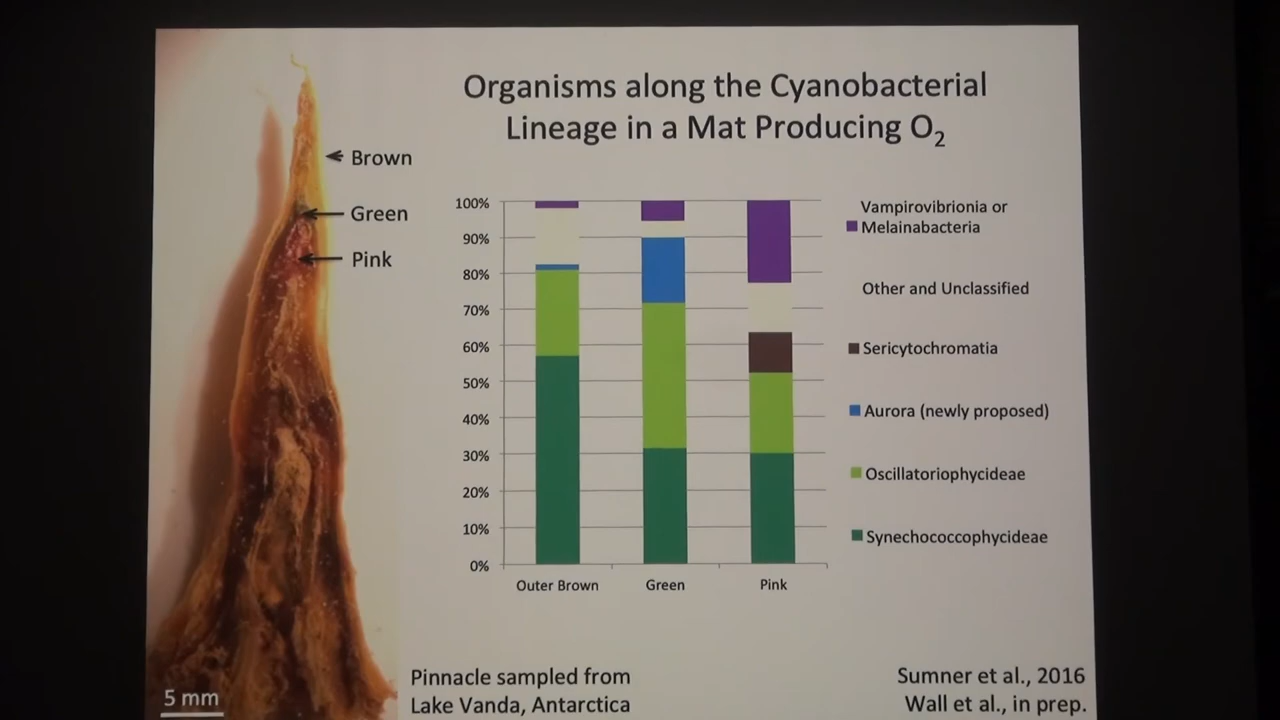 Organisms along the Cyanobacterial
Lineage in a Mat Producing O₂
Brown
Green
Pink
100%
90%
80%
70%
60%
50%
40%
30%
20%
10%
0%
Outer Brown
Green
Pink
Vampirovibrionia or
Melainabacteria
Other and Unclassified
Sericytochromatia
Aurora (newly proposed)
Oscillatoriophycideae
Synechococcophycideae
5 mm
Pinnacle sampled from
Lake Vanda, Antarctica
Sumner et al., 2016
Wall et al., in prep.